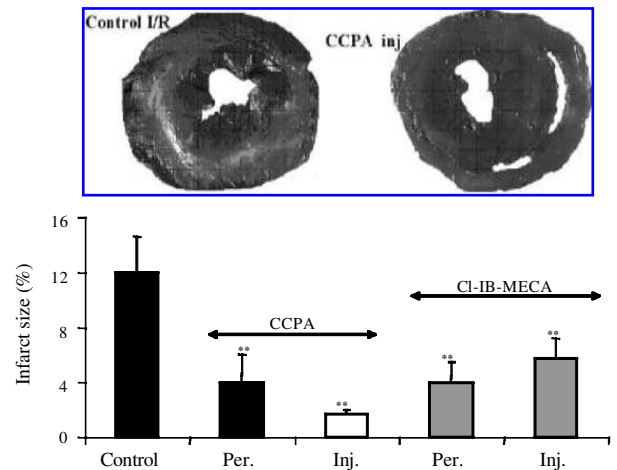 Control I/R
CCPA inj
Infarct size (%)
16
12
8
4
0
CCPA
Cl-IB-MECA
**
**
**
**
Control
Per.
Inj.
Per.
Inj.